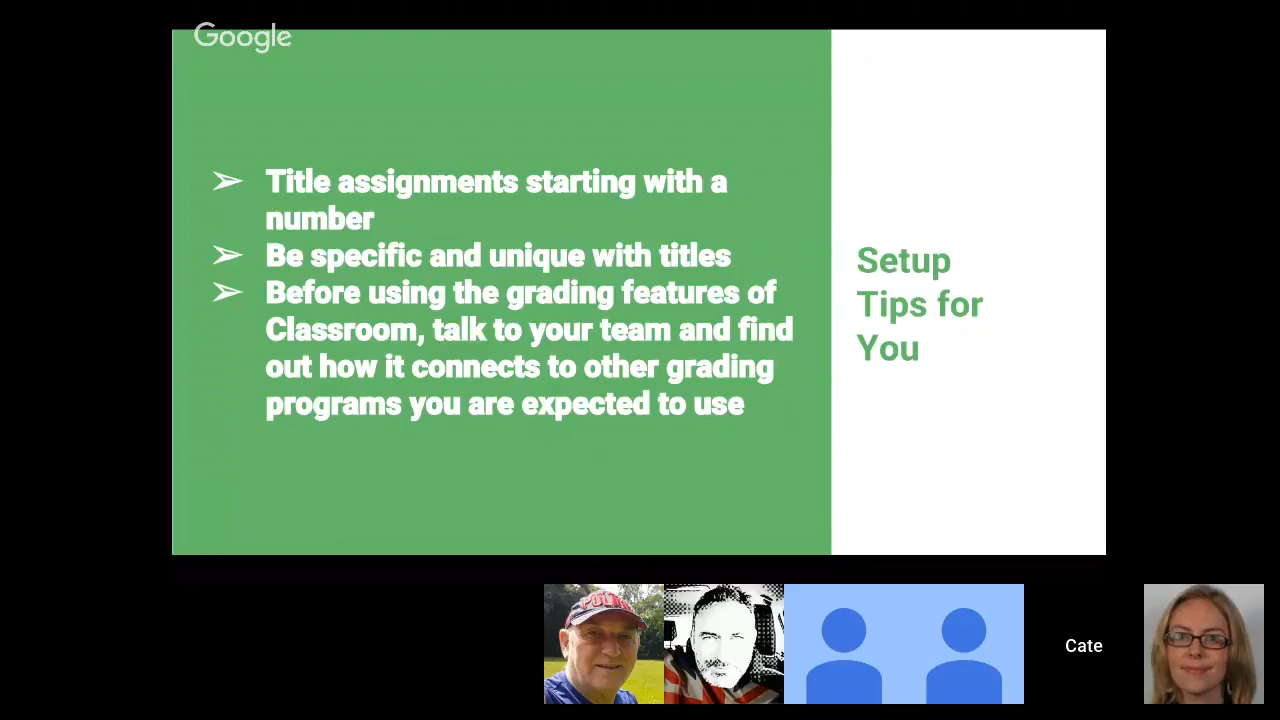 Google
➢ Title assignments starting with a
number
➢ Be specific and unique with titles
➢ Before using the grading features of
Classroom, talk to your team and find
out how it connects to other grading
programs you are expected to use
Setup
Tips for
You
Cate